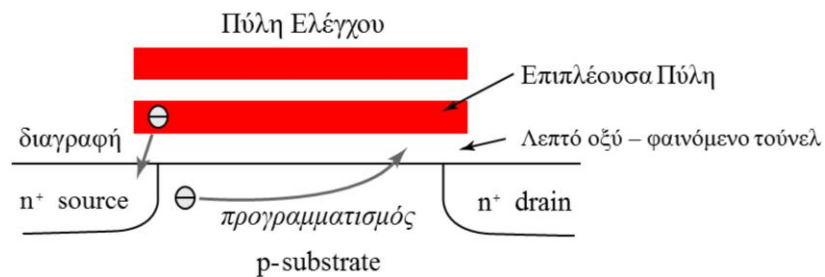 Πύλη Ελέγχου
Επιπλέουσα Πύλη
διαγραφή
Λεπτό οξύ – φαινόμενο τούνελ
n⁺ source
προγραμματισμός
n⁺ drain
p-substrate